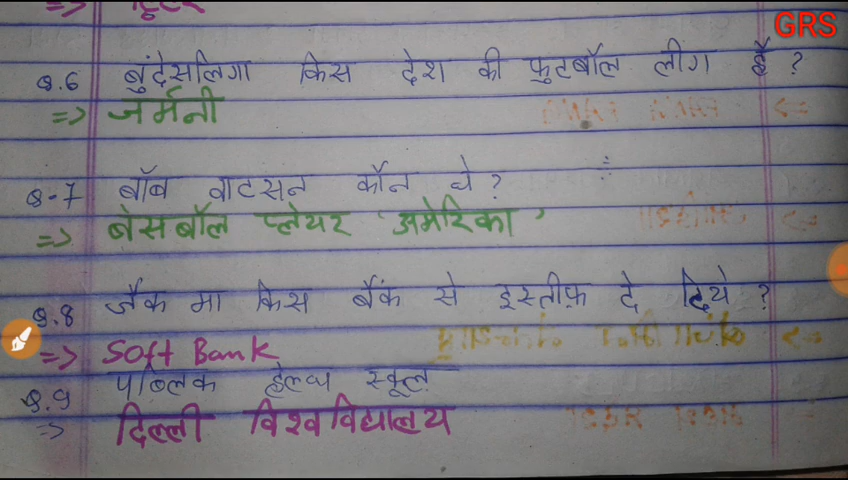 GRS
Q.6 बुंदेसलिगा किस देश की फुटबॉल लीग है ?
=> जर्मनी
Q-7 बॉब वाटसन कौन थे ?
=> बेसबॉल प्लेयर 'अमेरिका'
Q.8 जैक मा किस बैंक से इस्तीफ़ दे दिये ?
=> Soft Bank
Q.9 पब्लिक हेल्थ स्कूल
=> दिल्ली विश्वविद्यालय